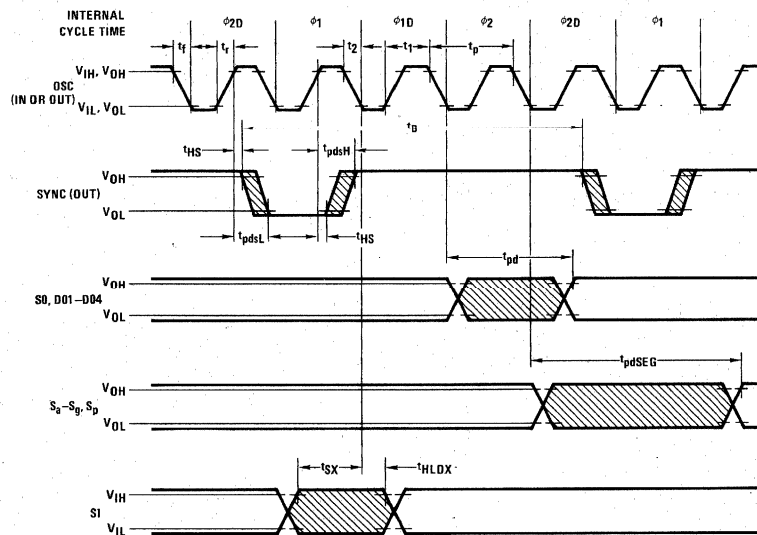 INTERNAL CYCLE TIME
ϕ2D ϕ1 ϕ1D ϕ2 ϕ2D ϕ1
tf tr t2 t1 tp
VIH, VOH
OSC
(IN OR OUT)
VIL, VOL
tB
tHS tpdsH
VOH
SYNC (OUT)
VOL
tpdsL tHS
tpd
VOH
S0, D01–D04
VOL
tpdSEG
VOH
Sa–Sg, Sp
VOL
tSX tHLDX
VIH
S1
VIL